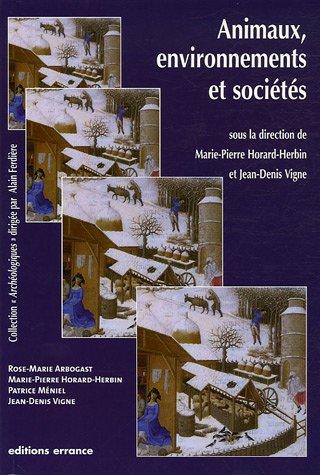 Animaux,
environnements
et sociétés
sous la direction de
Marie-Pierre Horard-Herbin
et Jean-Denis Vigne
Collection « Archéologiques » dirigée par Alain Ferdière
Rose-Marie Arbogast
Marie-Pierre Horard-Herbin
Patrice Méniel
Jean-Denis Vigne
editions errance